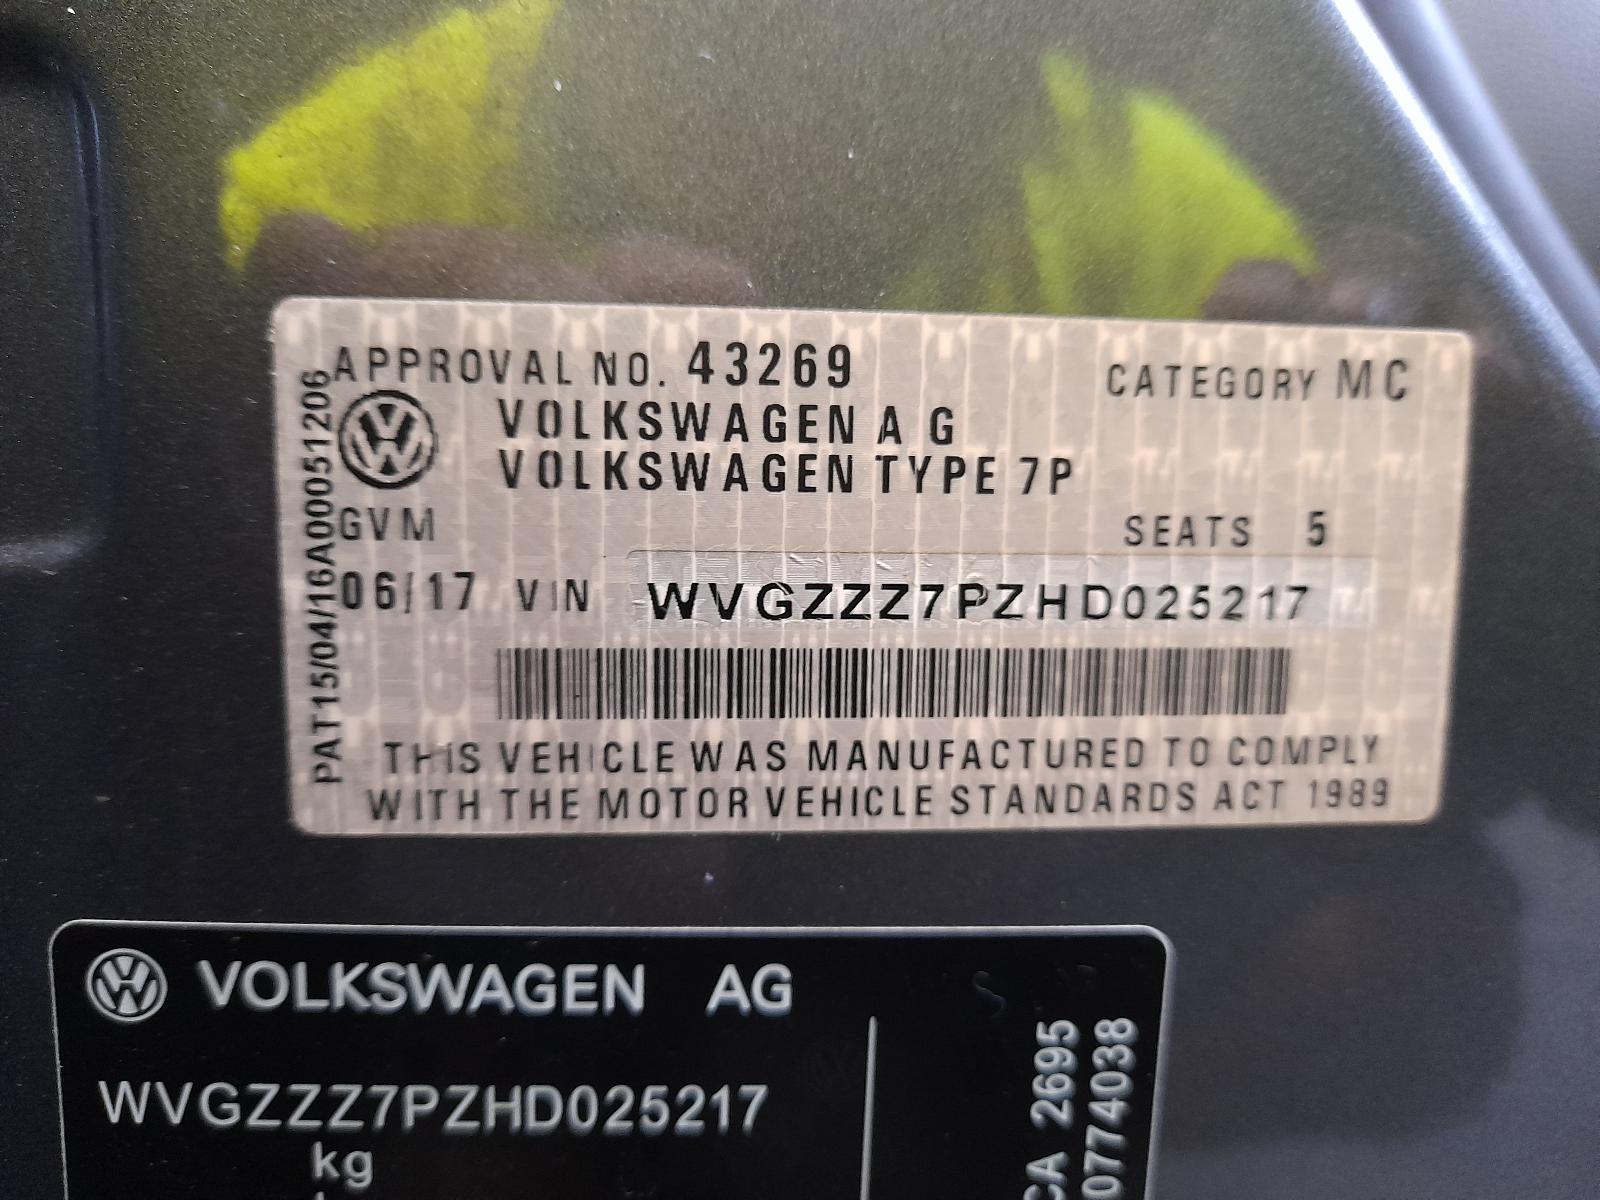 APPROVAL NO. 43269 CATEGORY MC
VOLKSWAGEN AG
VOLKSWAGEN TYPE 7P
GVM SEATS 5
06/17 VIN WVGZZZ7PZHD025217
THIS VEHICLE WAS MANUFACTURED TO COMPLY
WITH THE MOTOR VEHICLE STANDARDS ACT 1989
PAT15/04/16A00051206
VOLKSWAGEN AG
WVGZZZ7PZHD025217
kg
CA 2695
0774038